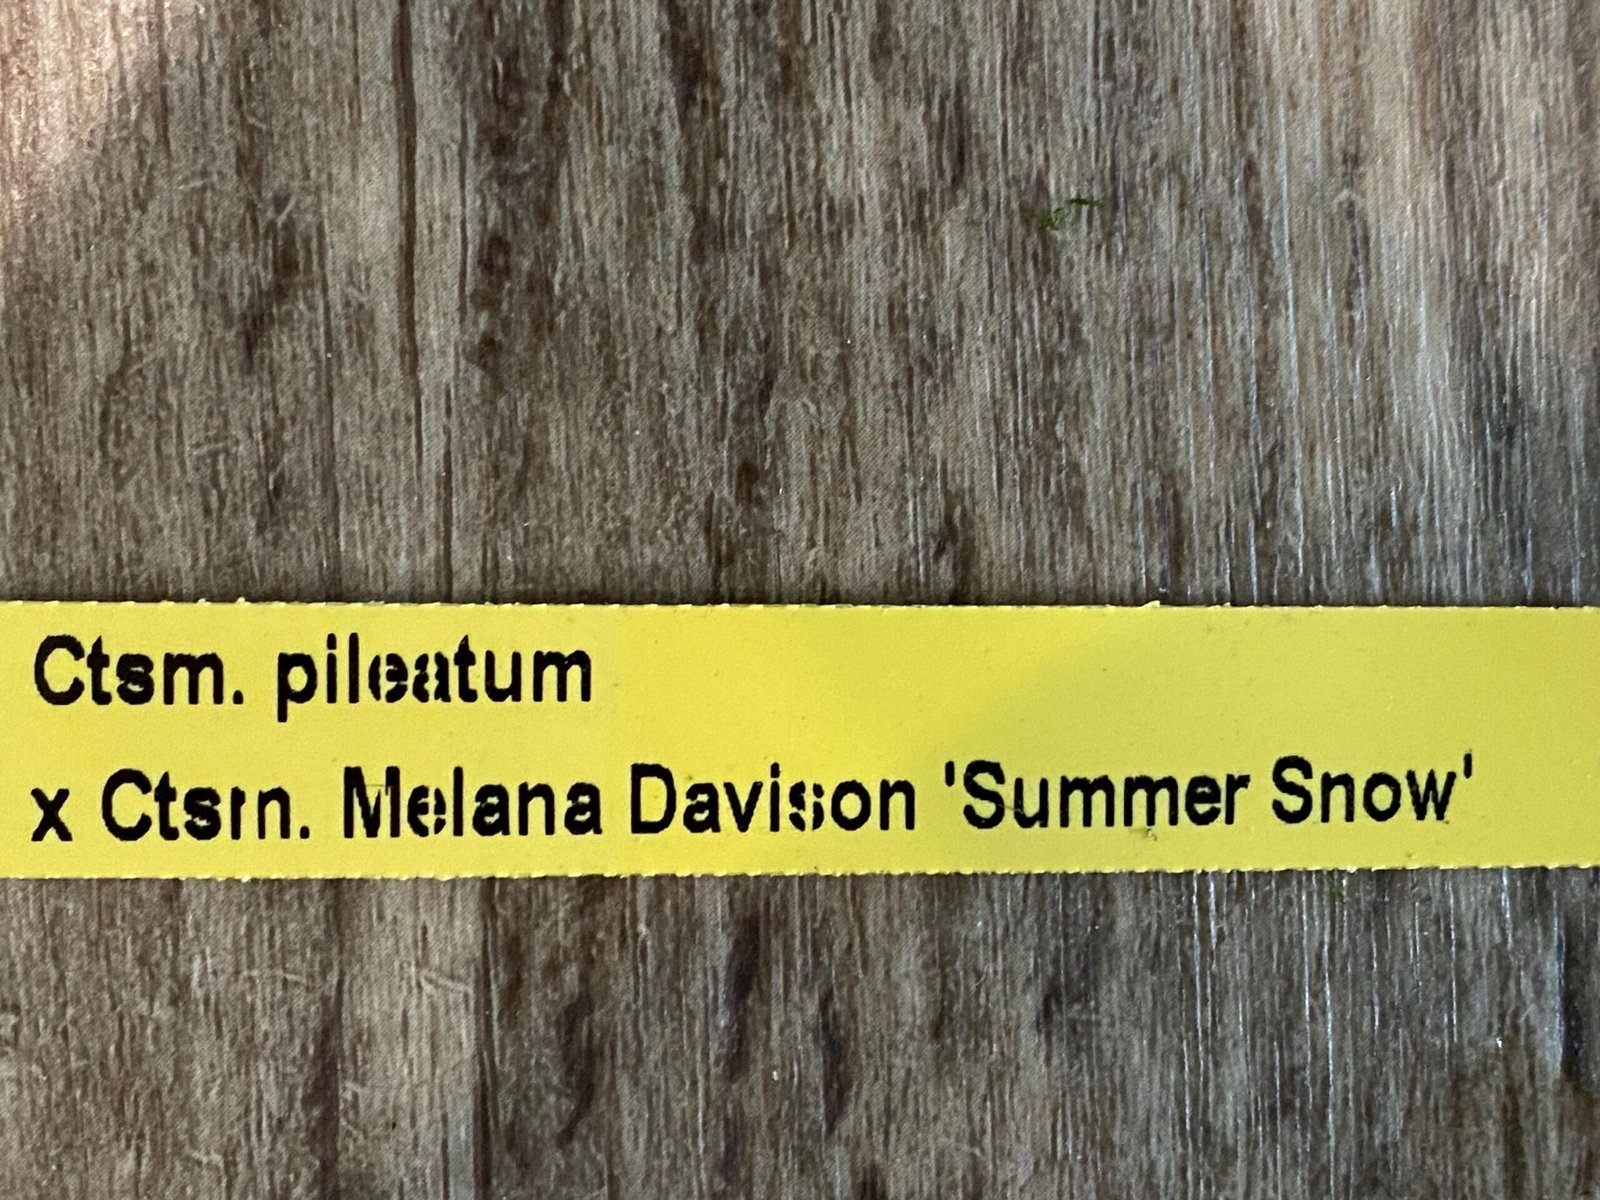 Ctsm. pileatum
x Ctsm. Melana Davison 'Summer Snow'